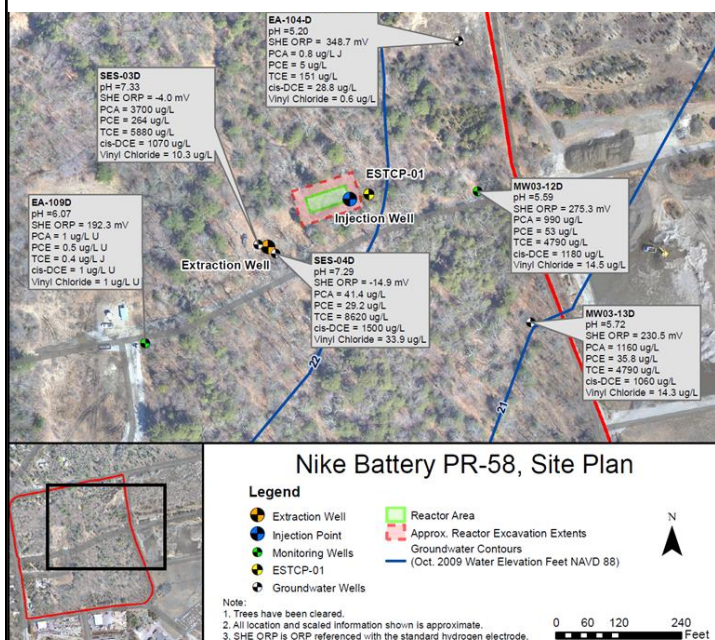 EA-104-D
pH =5.20
SHE ORP = 348.7 mV
PCA = 0.8 ug/L J
PCE = 5 ug/L
TCE = 151 ug/L
cis-DCE = 28.8 ug/L
Vinyl Chloride = 0.6 ug/L
SES-03D
pH =7.33
SHE ORP = -4.0 mV
PCA = 3700 ug/L
PCE = 264 ug/L
TCE = 5880 ug/L
cis-DCE = 1070 ug/L
Vinyl Chloride = 10.3 ug/L
ESTCP-01
Injection Well
MW03-12D
pH =5.59
SHE ORP = 275.3 mV
PCA = 990 ug/L
PCE = 53 ug/L
TCE = 4790 ug/L
cis-DCE = 1180 ug/L
Vinyl Chloride = 14.5 ug/L
EA-109D
pH =6.07
SHE ORP = 192.3 mV
PCA = 1 ug/L U
PCE = 0.5 ug/L U
TCE = 0.4 ug/L J
cis-DCE = 1 ug/L U
Vinyl Chloride = 1 ug/L U
Extraction Well
SES-04D
pH =7.29
SHE ORP = -14.9 mV
PCA = 41.4 ug/L
PCE = 29.2 ug/L
TCE = 8620 ug/L
cis-DCE = 1500 ug/L
Vinyl Chloride = 33.9 ug/L
MW03-13D
pH =5.72
SHE ORP = 230.5 mV
PCA = 1160 ug/L
PCE = 35.8 ug/L
TCE = 4790 ug/L
cis-DCE = 1060 ug/L
Vinyl Chloride = 14.3 ug/L
22
21
Nike Battery PR-58, Site Plan
Legend
Extraction Well
Injection Point
Monitoring Wells
ESTCP-01
Groundwater Wells
Reactor Area
Approx. Reactor Excavation Extents
Groundwater Contours
(Oct. 2009 Water Elevation Feet NAVD 88)
N
Note:
1. Trees have been cleared.
2. All location and scaled information shown is approximate.
3. SHE ORP is ORP referenced with the standard hydrogen electrode.
0 60 120 240
Feet